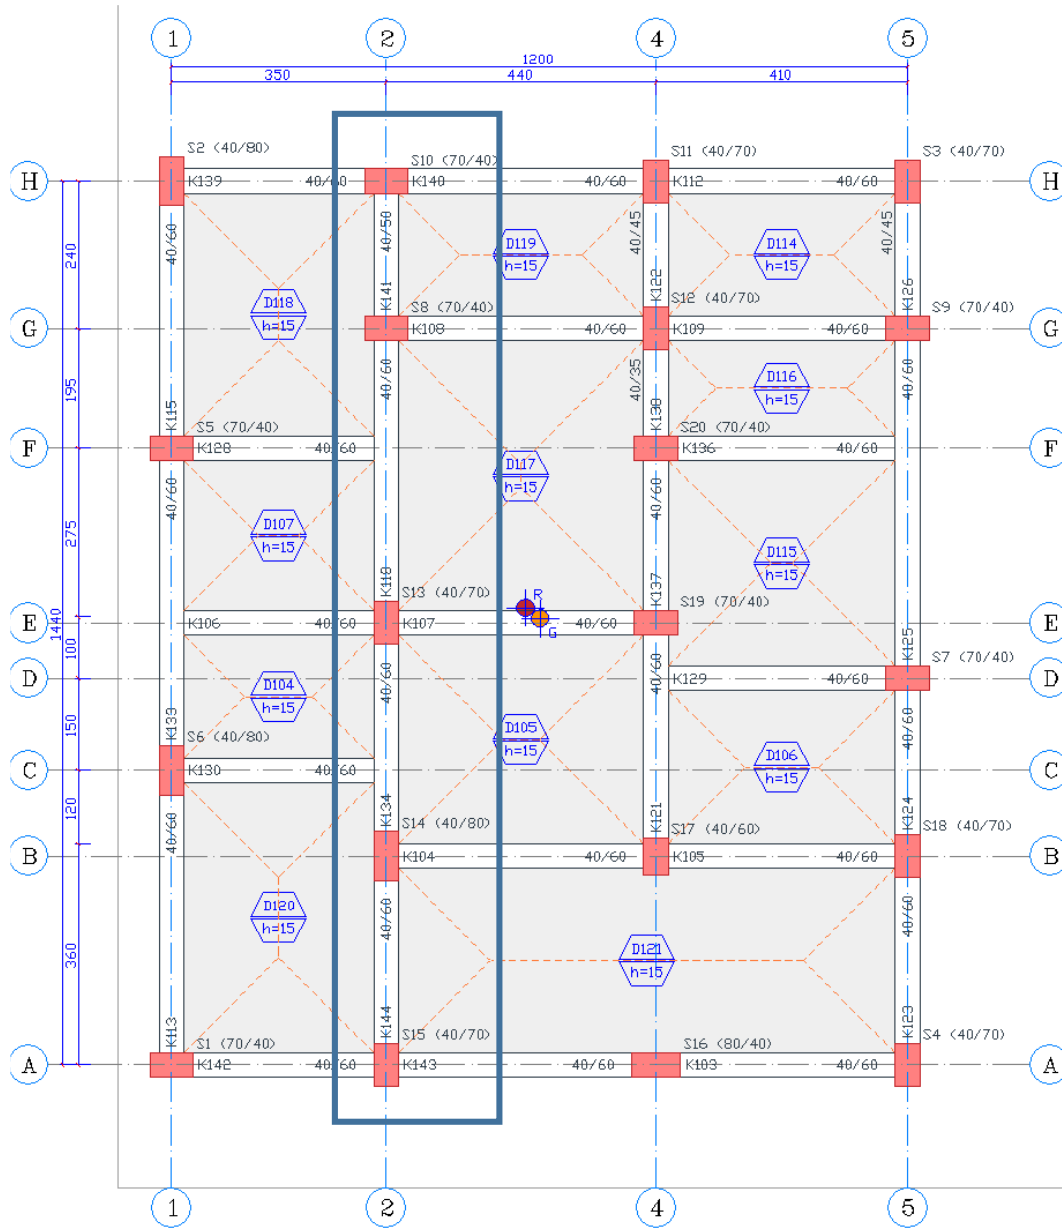 1 2 4 5
1200
350 440 410
S2 (40/80) S10 (70/40) S11 (40/70) S3 (40/70)
H K139 40/60 K140 40/60 K112 40/60 H
240 40/60 40/50 40/45 40/45
D118 h=15
D119 h=15
D114 h=15
K141 K122 K126
S8 (70/40) S12 (40/70) S9 (70/40)
G K108 40/60 K109 40/60 G
195 40/60 40/35 40/60
D116 h=15
K115 K138
S5 (70/40) S20 (70/40)
F K128 40/60 K136 40/60 F
275 40/60 40/60
D117 h=15
D107 h=15
D115 h=15
K118 K137
S13 (40/70) R S19 (70/40)
E K106 40/60 K107 G 40/60 E
1440
100 40/60 40/60 K125
S7 (70/40)
D K129 40/60 D
150 40/60
D104 h=15
D105 h=15
D106 h=15
K133
S6 (40/80)
C K130 40/60 C
120 40/60 K134 K121 K124
S14 (40/80) S17 (40/60) S18 (40/70)
B K104 40/60 K105 40/60 B
360 40/60 40/60
D120 h=15
D121 h=15
K113 K144 K123
S1 (70/40) S15 (40/70) S16 (80/40) S4 (40/70)
A K142 40/60 K143 40/60 K103 40/60 A
1 2 4 5